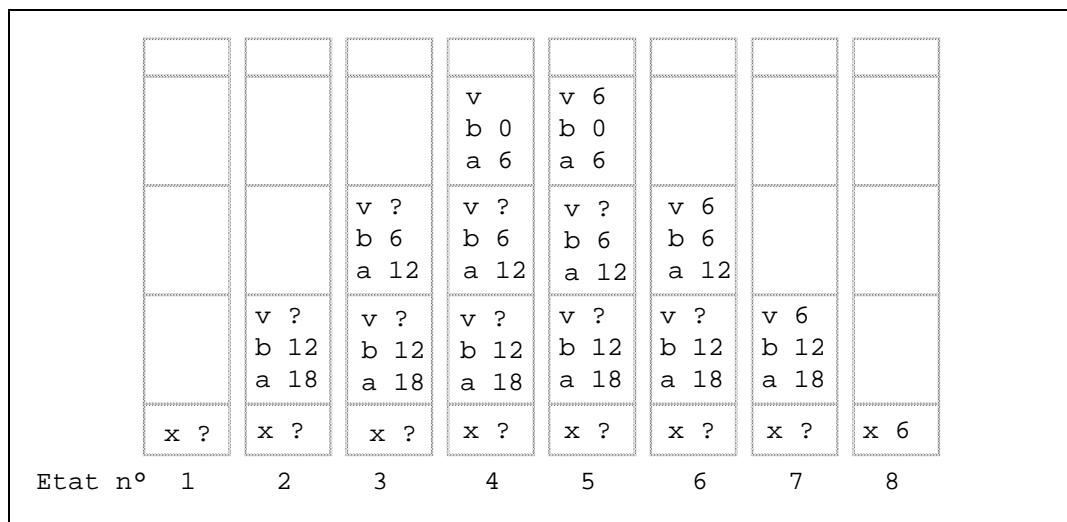 v v 6
b 0 b 0
a 6 a 6
v ? v ? v ? v 6
b 6 b 6 b 6 b 6
a 12 a 12 a 12 a 12
v ? v ? v ? v ? v ? v 6
b 12 b 12 b 12 b 12 b 12 b 12
a 18 a 18 a 18 a 18 a 18 a 18
x ? x ? x ? x ? x ? x ? x ? x 6
Etat n° 1 2 3 4 5 6 7 8